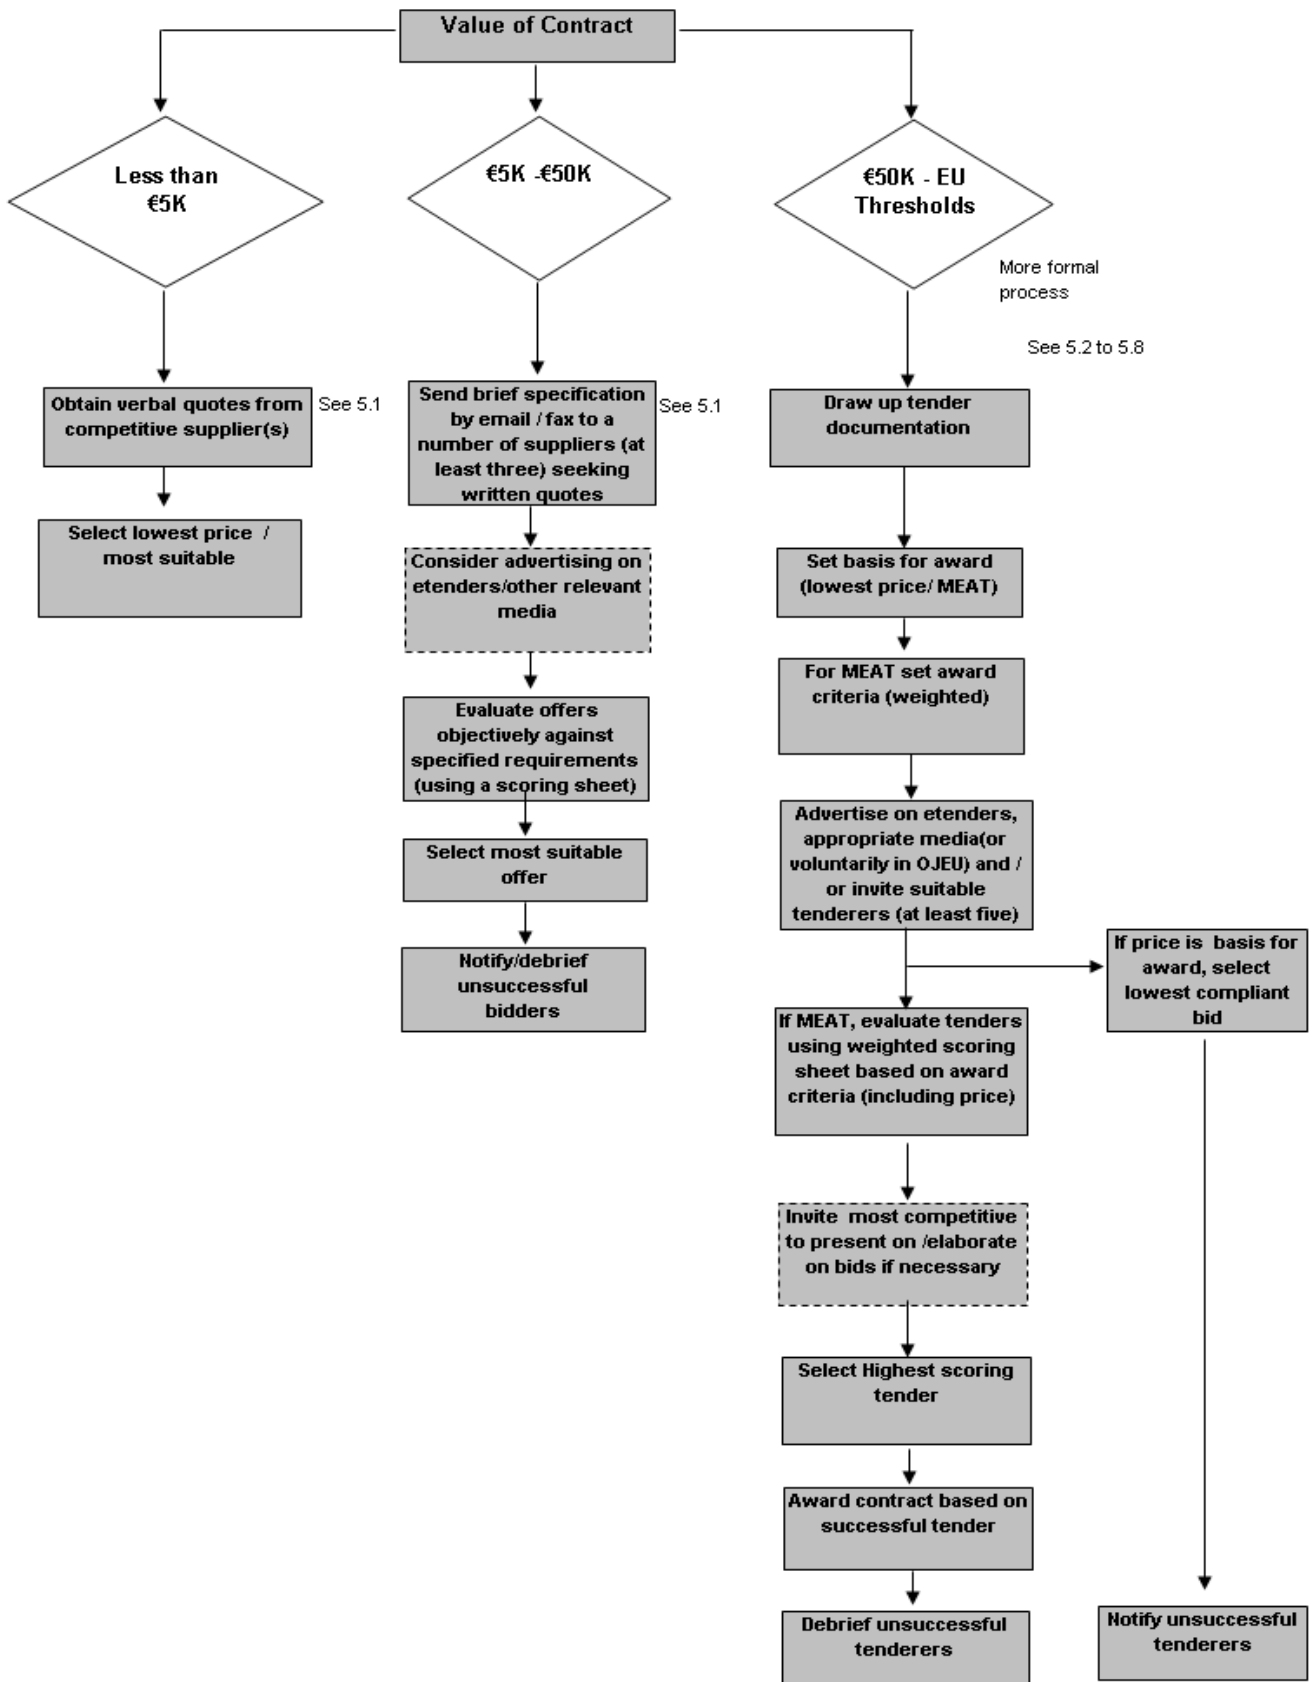 Value of Contract
Less than
€5K
€5K -€50K
€50K - EU
Thresholds
More formal
process
See 5.2 to 5.8
Obtain verbal quotes from
competitive supplier(s)
See 5.1
Select lowest price /
most suitable
Send brief specification
by email / fax to a
number of suppliers (at
least three) seeking
written quotes
See 5.1
Consider advertising on
etenders/other relevant
media
Evaluate offers
objectively against
specified requirements
(using a scoring sheet)
Select most suitable
offer
Notify/debrief
unsuccessful
bidders
Draw up tender
documentation
Set basis for award
(lowest price/ MEAT)
For MEAT set award
criteria (weighted)
Advertise on etenders,
appropriate media(or
voluntarily in OJEU) and /
or invite suitable
tenderers (at least five)
If price is basis for
award, select
lowest compliant
bid
If MEAT, evaluate tenders
using weighted scoring
sheet based on award
criteria (including price)
Invite most competitive
to present on /elaborate
on bids if necessary
Select Highest scoring
tender
Award contract based on
successful tender
Debrief unsuccessful
tenderers
Notify unsuccessful
tenderers